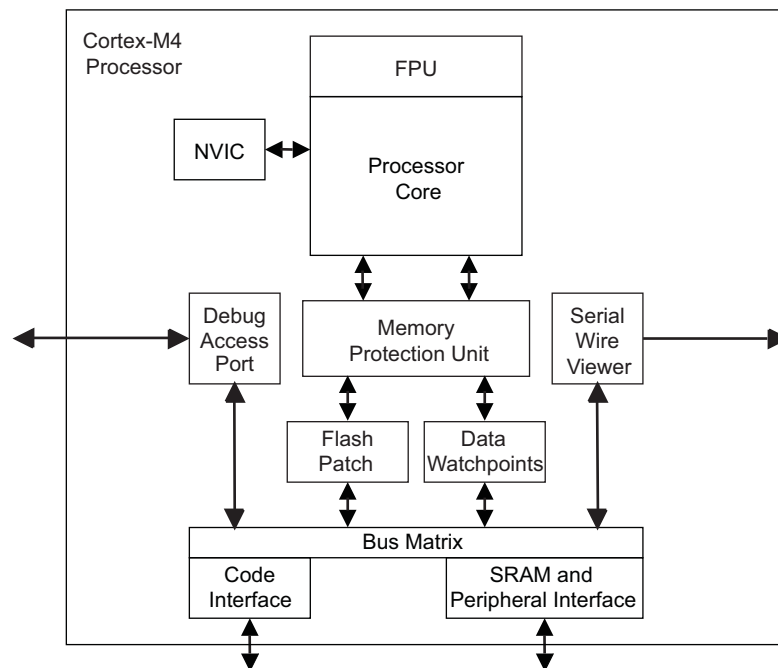 Cortex-M4
Processor
FPU
NVIC
Processor
Core
Debug
Access
Port
Memory
Protection Unit
Serial
Wire
Viewer
Flash
Patch
Data
Watchpoints
Bus Matrix
Code
Interface
SRAM and
Peripheral Interface